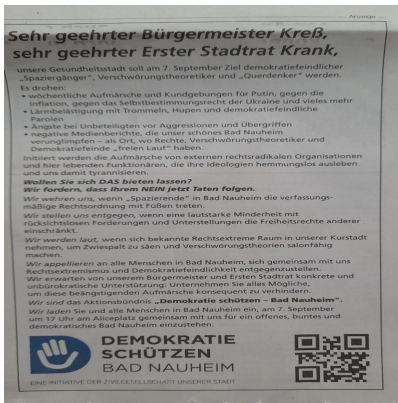 Anzeige
Sehr geehrter Bürgermeister Kreß,
sehr geehrter Erster Stadtrat Krank,
unsere Gesundheitsstadt soll am 7. September Ziel demokratiefeindlicher
„Spaziergänger“, Verschwörungstheoretiker und „Querdenker“ werden.
Es drohen:
• wöchentliche Aufmärsche und Kundgebungen für Putin, gegen die
Inflation, gegen das Selbstbestimmungsrecht der Ukraine und vieles mehr
• Lärmbelästigung mit Trommeln, Hupen und demokratiefeindliche
Parolen
• Ängste bei Unbeteiligten vor Aggressionen und Übergriffen
• negative Medienberichte, die unser schönes Bad Nauheim
verunglimpfen – als Ort, wo Rechte, Verschwörungstheoretiker und
Demokratiefeinde „freien Lauf“ haben.
Initiiert werden die Aufmärsche von externen rechtsradikalen Organisationen
und hier lebenden Funktionären, die ihre Ideologien hemmungslos ausleben
und uns damit tyrannisieren.
Wollen Sie sich DAS bieten lassen?
Wir fordern, dass Ihrem NEIN jetzt Taten folgen.
Wir wehren uns, wenn „Spazierende“ in Bad Nauheim die verfassungs-
mäßige Rechtsordnung mit Füßen treten.
Wir stellen uns entgegen, wenn eine lautstarke Minderheit mit
rücksichtslosen Forderungen und Unterstellungen die Freiheitsrechte anderer
einschränkt.
Wir werden laut, wenn sich bekannte Rechtsextreme Raum in unserer Kurstadt
nehmen, um Zwiespalt zu säen und Verschwörungstheorien salonfähig
machen.
Wir appellieren an alle Menschen in Bad Nauheim, sich gemeinsam mit uns
Rechtsextremismus und Demokratiefeindlichkeit entgegenzustellen.
Wir erwarten von unserem Bürgermeister und Ersten Stadtrat konkrete und
unbürokratische Unterstützung: Unternehmen Sie alles Mögliche,
um diese beängstigenden Aufmärsche konsequent zu verhindern.
Wir sind das Aktionsbündnis „Demokratie schützen – Bad Nauheim“.
Wir laden Sie und alle Menschen in Bad Nauheim ein, am 7. September
um 17 Uhr am Aliceplatz gemeinsam mit uns für ein offenes, buntes und
demokratisches Bad Nauheim einzustehen.
DEMOKRATIE
SCHÜTZEN
BAD NAUHEIM
EINE INITIATIVE DER ZIVILGESELLSCHAFT UNSERER STADT